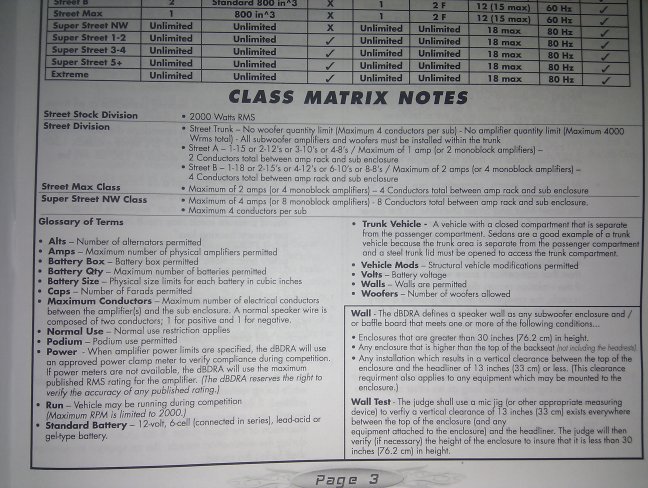 Street B 2 Standard 800 in^3 X 1 2 F 12 (15 max) 60 Hz ✓
Street Max 1 800 in^3 X 1 2 F 12 (15 max) 60 Hz ✓
Super Street NW Unlimited Unlimited X Unlimited Unlimited 18 max 80 Hz ✓
Super Street 1-2 Unlimited Unlimited ✓ Unlimited Unlimited 18 max 80 Hz ✓
Super Street 3-4 Unlimited Unlimited ✓ Unlimited Unlimited 18 max 80 Hz ✓
Super Street 5+ Unlimited Unlimited ✓ Unlimited Unlimited 18 max 80 Hz ✓
Extreme Unlimited Unlimited ✓ Unlimited Unlimited 18 max 80 Hz ✓
CLASS MATRIX NOTES
Street Stock Division • 2000 Watts RMS
Street Division • Street Trunk – No woofer quantity limit (Maximum 4 conductors per sub) - No amplifier quantity limit (Maximum 4000
Wrms total) - All subwoofer amplifiers and woofers must be installed within the trunk
• Street A – 1-15 or 2-12's or 3-10's or 4-8's / Maximum of 1 amp (or 2 monoblock amplifiers) –
2 Conductors total between amp rack and sub enclosure
• Street B – 1-18 or 2-15's or 4-12's or 6-10's or 8-8's / Maximum of 2 amps (or 4 monoblock amplifiers) –
4 Conductors total between amp rack and sub enclosure
Street Max Class • Maximum of 2 amps (or 4 monoblock amplifiers) – 4 Conductors total between amp rack and sub enclosure
Super Street NW Class • Maximum of 4 amps (or 8 monoblock amplifiers) - 8 Conductors total between amp rack and sub enclosure.
• Maximum 4 conductors per sub
Glossary of Terms
• Alts – Number of alternators permitted
• Amps – Maximum number of physical amplifiers permitted
• Battery Box – Battery box permitted
• Battery Qty – Maximum number of batteries permitted
• Battery Size – Physical size limits for each battery in cubic inches
• Caps – Number of Farads permitted
• Maximum Conductors – Maximum number of electrical conductors
between the amplifier(s) and the sub enclosure. A normal speaker wire is
composed of two conductors; 1 for positive and 1 for negative.
• Normal Use – Normal use restriction applies
• Podium – Podium use permitted
• Power - When amplifier power limits are specified, the dBDRA will use
an approved power clamp meter to verify compliance during competition.
If power meters are not available, the dBDRA will use the maximum
published RMS rating for the amplifier. (The dBDRA reserves the right to
verify the accuracy of any published rating.)
• Run – Vehicle may be running during competition
(Maximum RPM is limited to 2000.)
• Standard Battery – 12-volt, 6-cell (connected in series), lead-acid or
gel-type battery.
• Trunk Vehicle - A vehicle with a closed compartment that is separate
from the passenger compartment. Sedans are a good example of a trunk
vehicle because the trunk area is separate from the passenger compartment
and a steel trunk lid must be opened to access the trunk compartment.
• Vehicle Mods – Structural vehicle modifications permitted
• Volts – Battery voltage
• Walls – Walls are permitted
• Woofers – Number of woofers allowed
Wall - The dBDRA defines a speaker wall as any subwoofer enclosure and /
or baffle board that meets one or more of the following conditions...
• Enclosures that are greater than 30 inches (76.2 cm) in height.
• Any enclosure that is higher than the top of the backseat (not including the headrests).
• Any installation which results in a vertical clearance between the top of the
enclosure and the headliner of 13 inches (33 cm) or less. (This clearance
requirment also applies to any equipment which may be mounted to the
enclosure.)
Wall Test - The judge shall use a mic jig (or other appropriate measuring
device) to verfiy a vertical clearance of 13 inches (33 cm) exists everywhere
between the top of the enclosure (and any
equipment attached to the enclosure) and the headliner. The judge will then
verify (if necessary) the height of the enclosure to insure that it is less than 30
inches (76.2 cm) in height.
Page 3